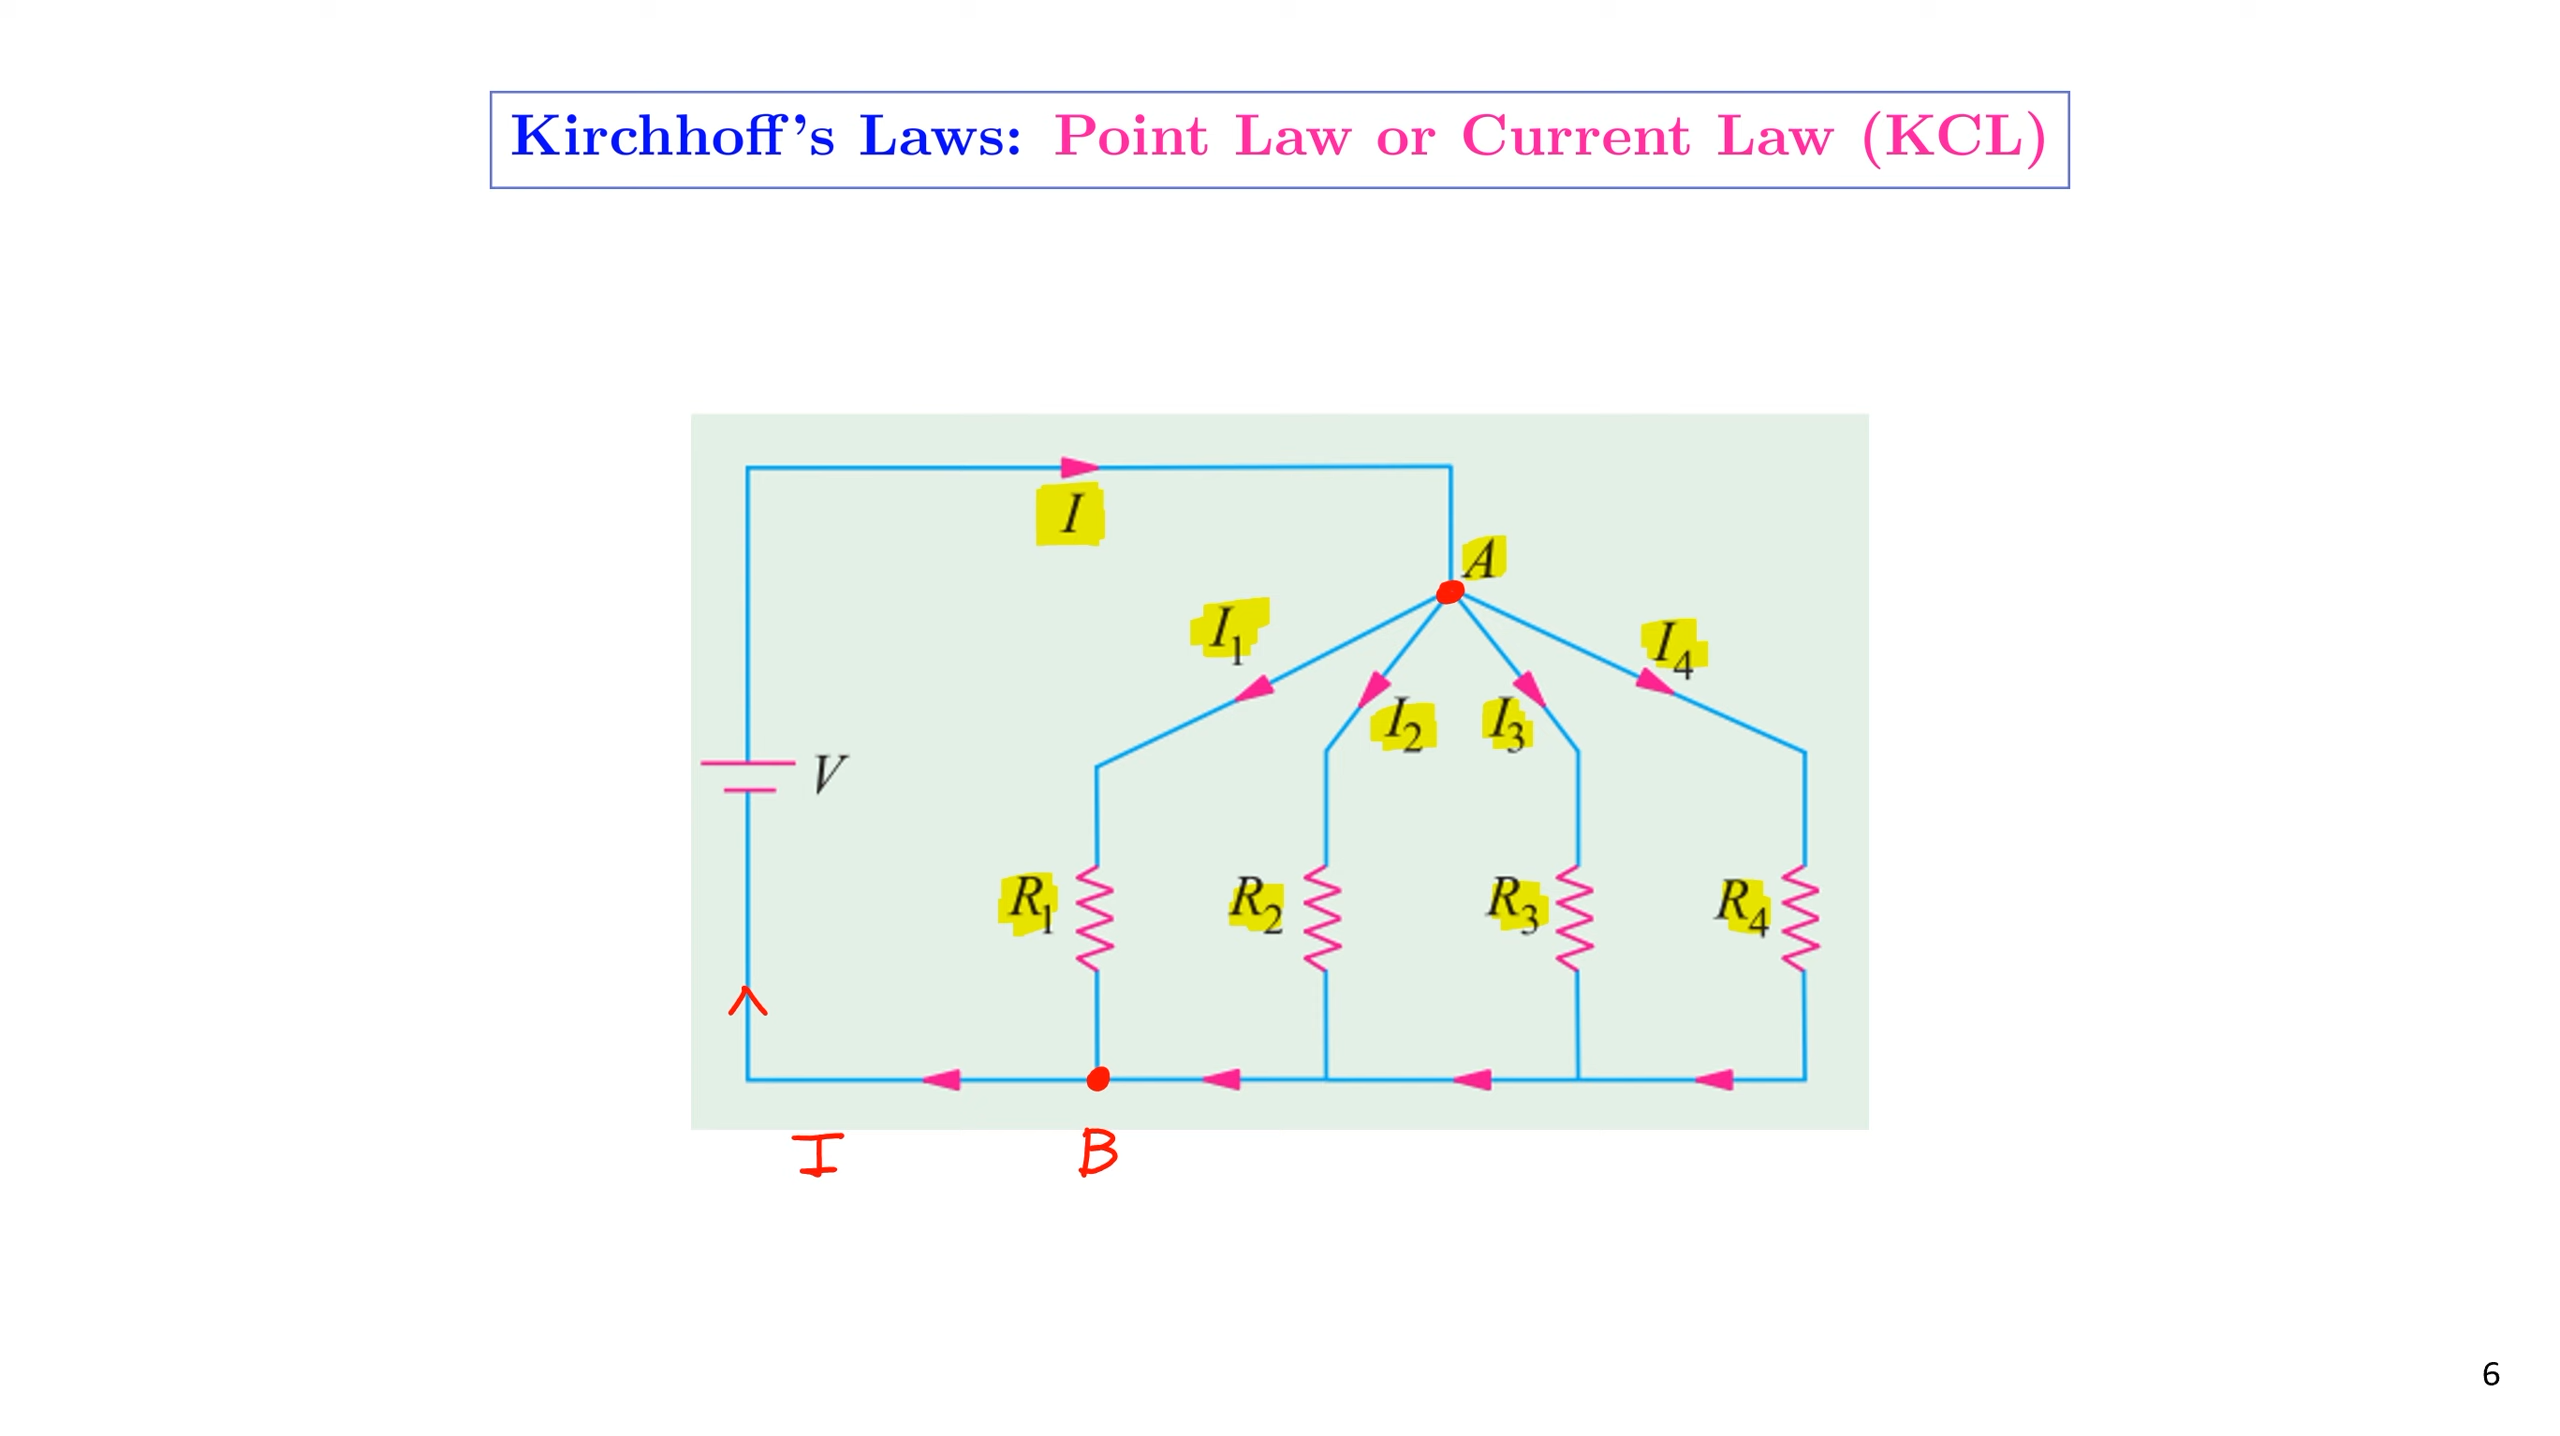 Kirchhoff's Laws: Point Law or Current Law (KCL)
I
A
I1
I4
I2
I3
V
R1
R2
R3
R4
I
B
6